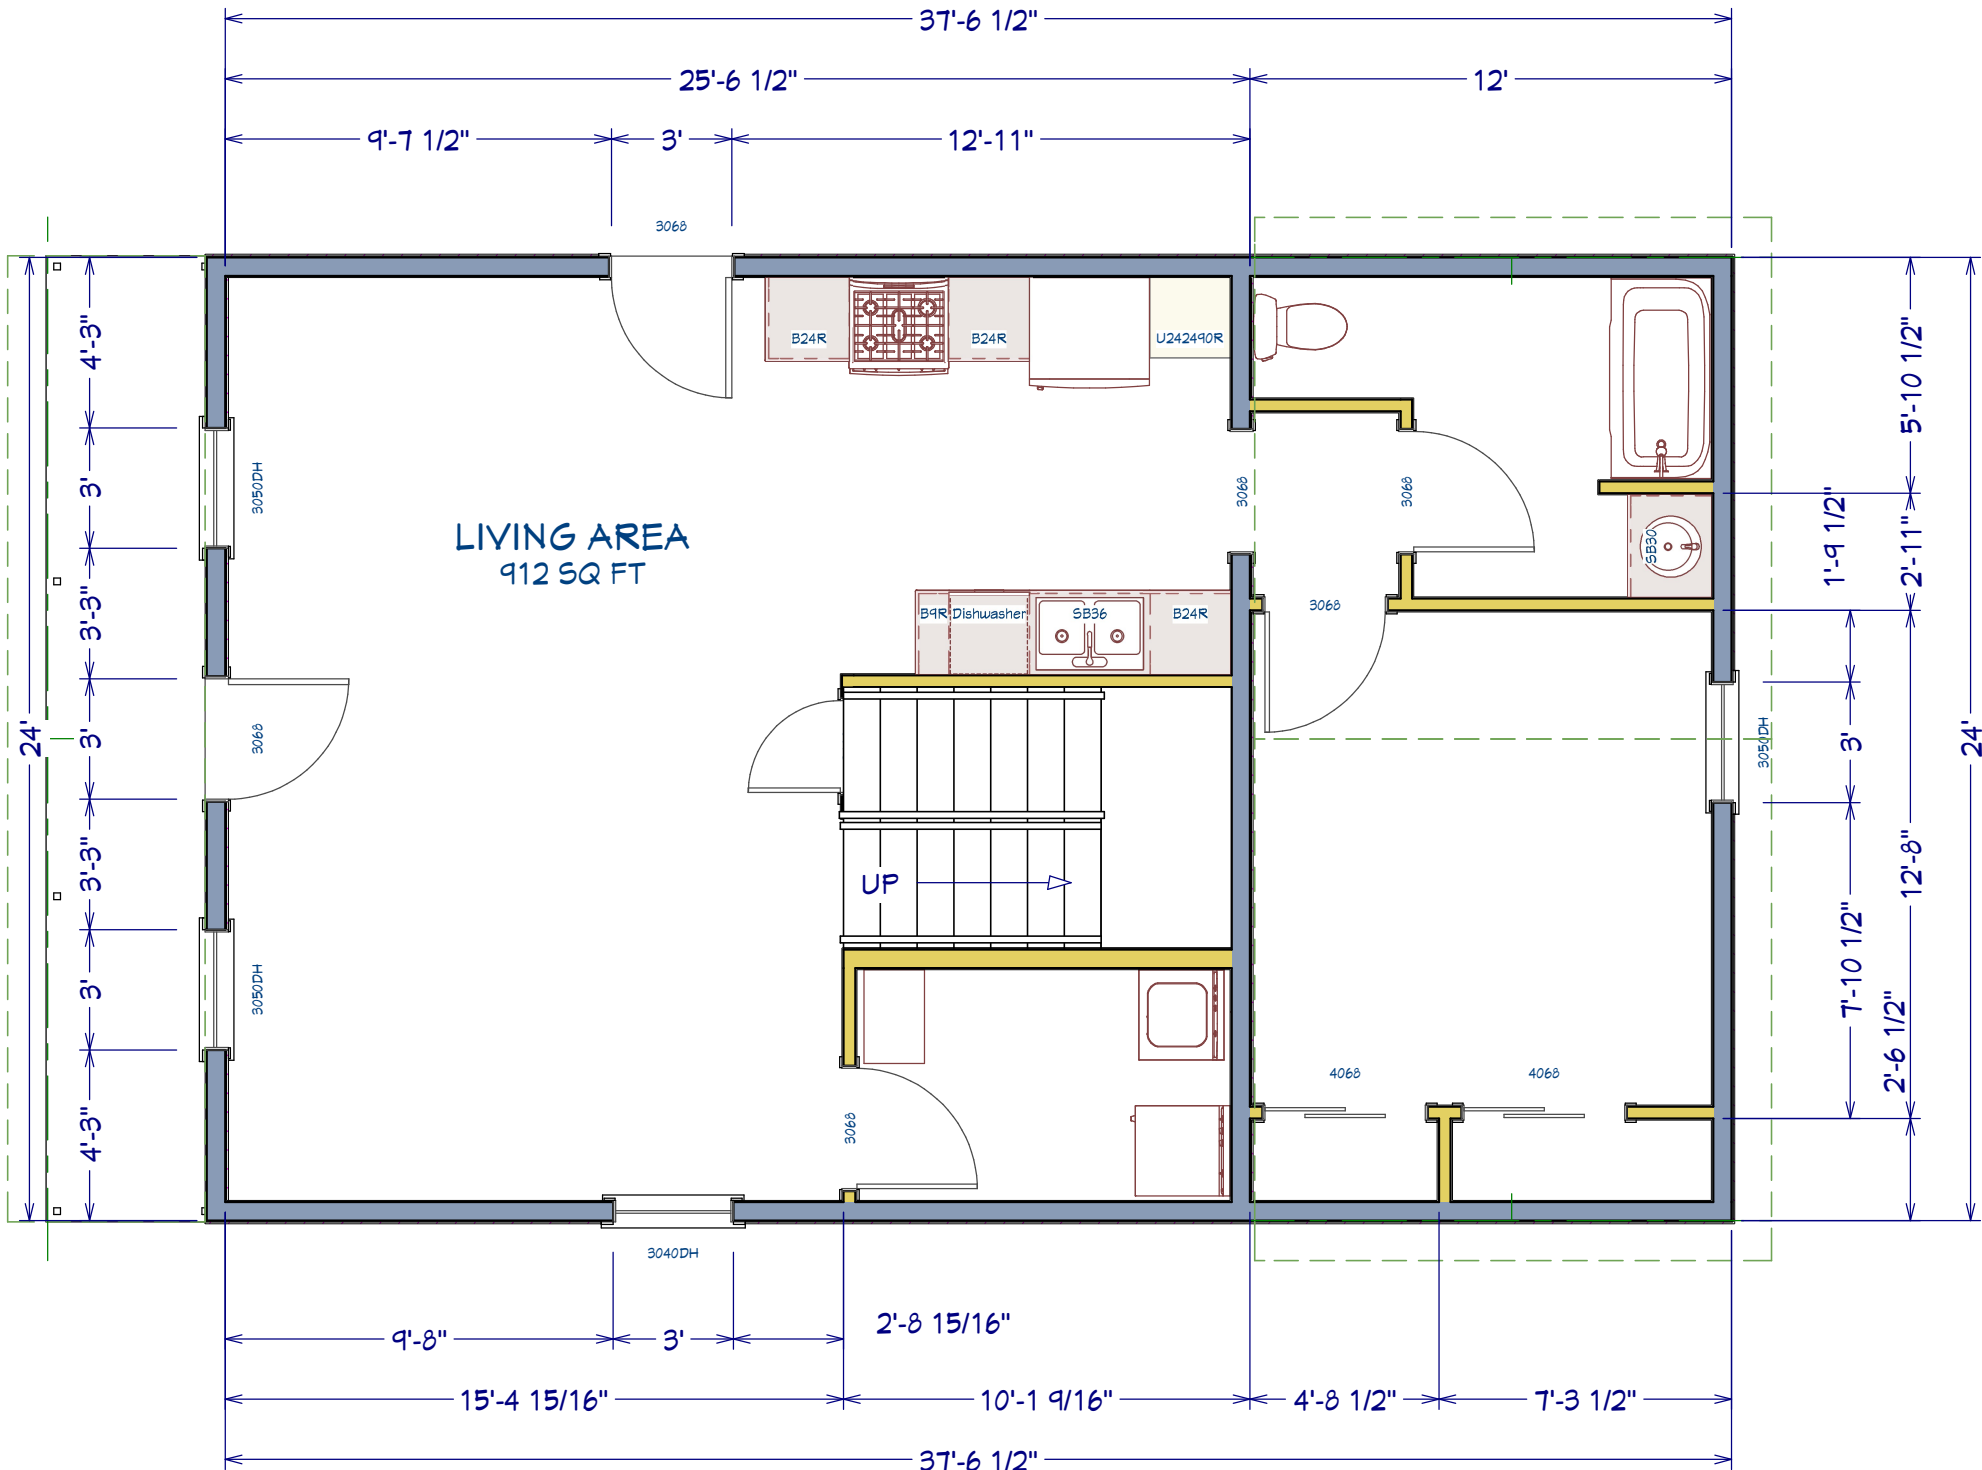 37'-6 1/2"
25'-6 1/2"
12'
9'-7 1/2"
3'
12'-11"
3068
B24R
B24R
U242490R
4'-3"
3'
3'-3"
3'
3'-3"
3'
4'-3"
24'
3050DH
3068
3050DH
LIVING AREA
912 SQ FT
3068
3068
SB30
3068
B9R
Dishwasher
SB36
B24R
UP
3068
4068
4068
3050DH
5'-10 1/2"
2'-11"
12'-8"
2'-6 1/2"
1'-9 1/2"
3'
7'-10 1/2"
24'
3040DH
9'-8"
3'
2'-8 15/16"
15'-4 15/16"
10'-1 9/16"
4'-8 1/2"
7'-3 1/2"
37'-6 1/2"